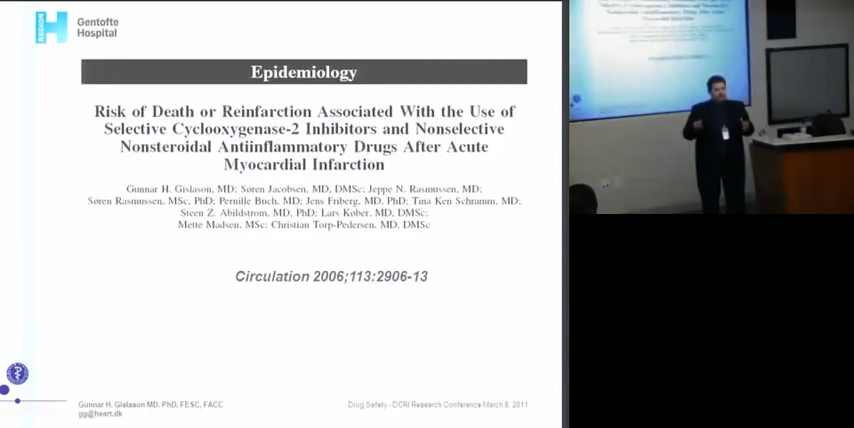 REGION
H
Gentofte
Hospital
Epidemiology
Risk of Death or Reinfarction Associated With the Use of
Selective Cyclooxygenase-2 Inhibitors and Nonselective
Nonsteroidal Antiinflammatory Drugs After Acute
Myocardial Infarction
Gunnar H. Gislason, MD; Søren Jacobsen, MD, DMSc; Jeppe N. Rasmussen, MD;
Søren Rasmussen, MSc, PhD; Pernille Buch, MD; Jens Friberg, MD, PhD; Tina Ken Schramm, MD;
Steen Z. Abildstrom, MD, PhD; Lars Køber, MD, DMSc;
Mette Madsen, MSc; Christian Torp-Pedersen, MD, DMSc
Circulation 2006;113:2906-13
Gunnar H. Gislason MD, PhD, FESC, FACC
gg@heart.dk
Drug Safety - DCRI Research Conference March 8, 2011